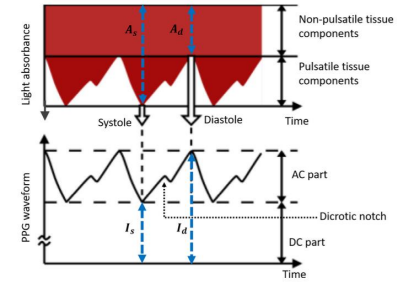 Light absorbance
A_s
A_d
Non-pulsatile tissue
components
Pulsatile tissue
components
Systole
Diastole
Time
PPG waveform
I_s
I_d
AC part
Dicrotic notch
DC part
Time